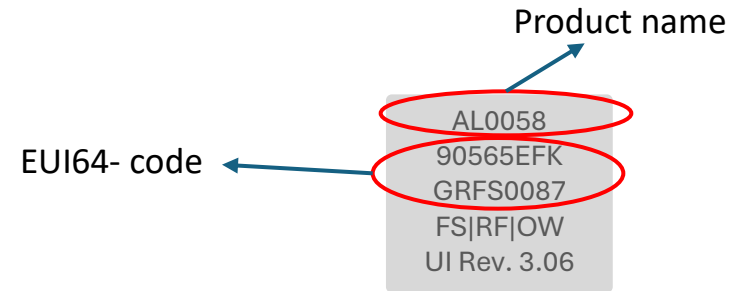 Product name
AL0058
90565EFK
EUI64- code
GRFS0087
FS|RF|OW
UI Rev. 3.06